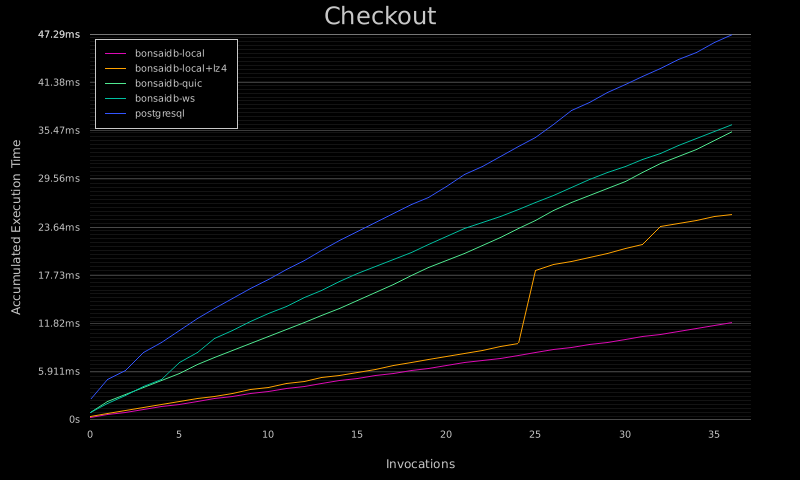 Checkout
47.29ms
41.38ms
35.47ms
29.56ms
23.64ms
17.73ms
11.82ms
5.911ms
0s
Accumulated Execution Time
bonsaidb-local
bonsaidb-local+lz4
bonsaidb-quic
bonsaidb-ws
postgresql
0 5 10 15 20 25 30 35
Invocations